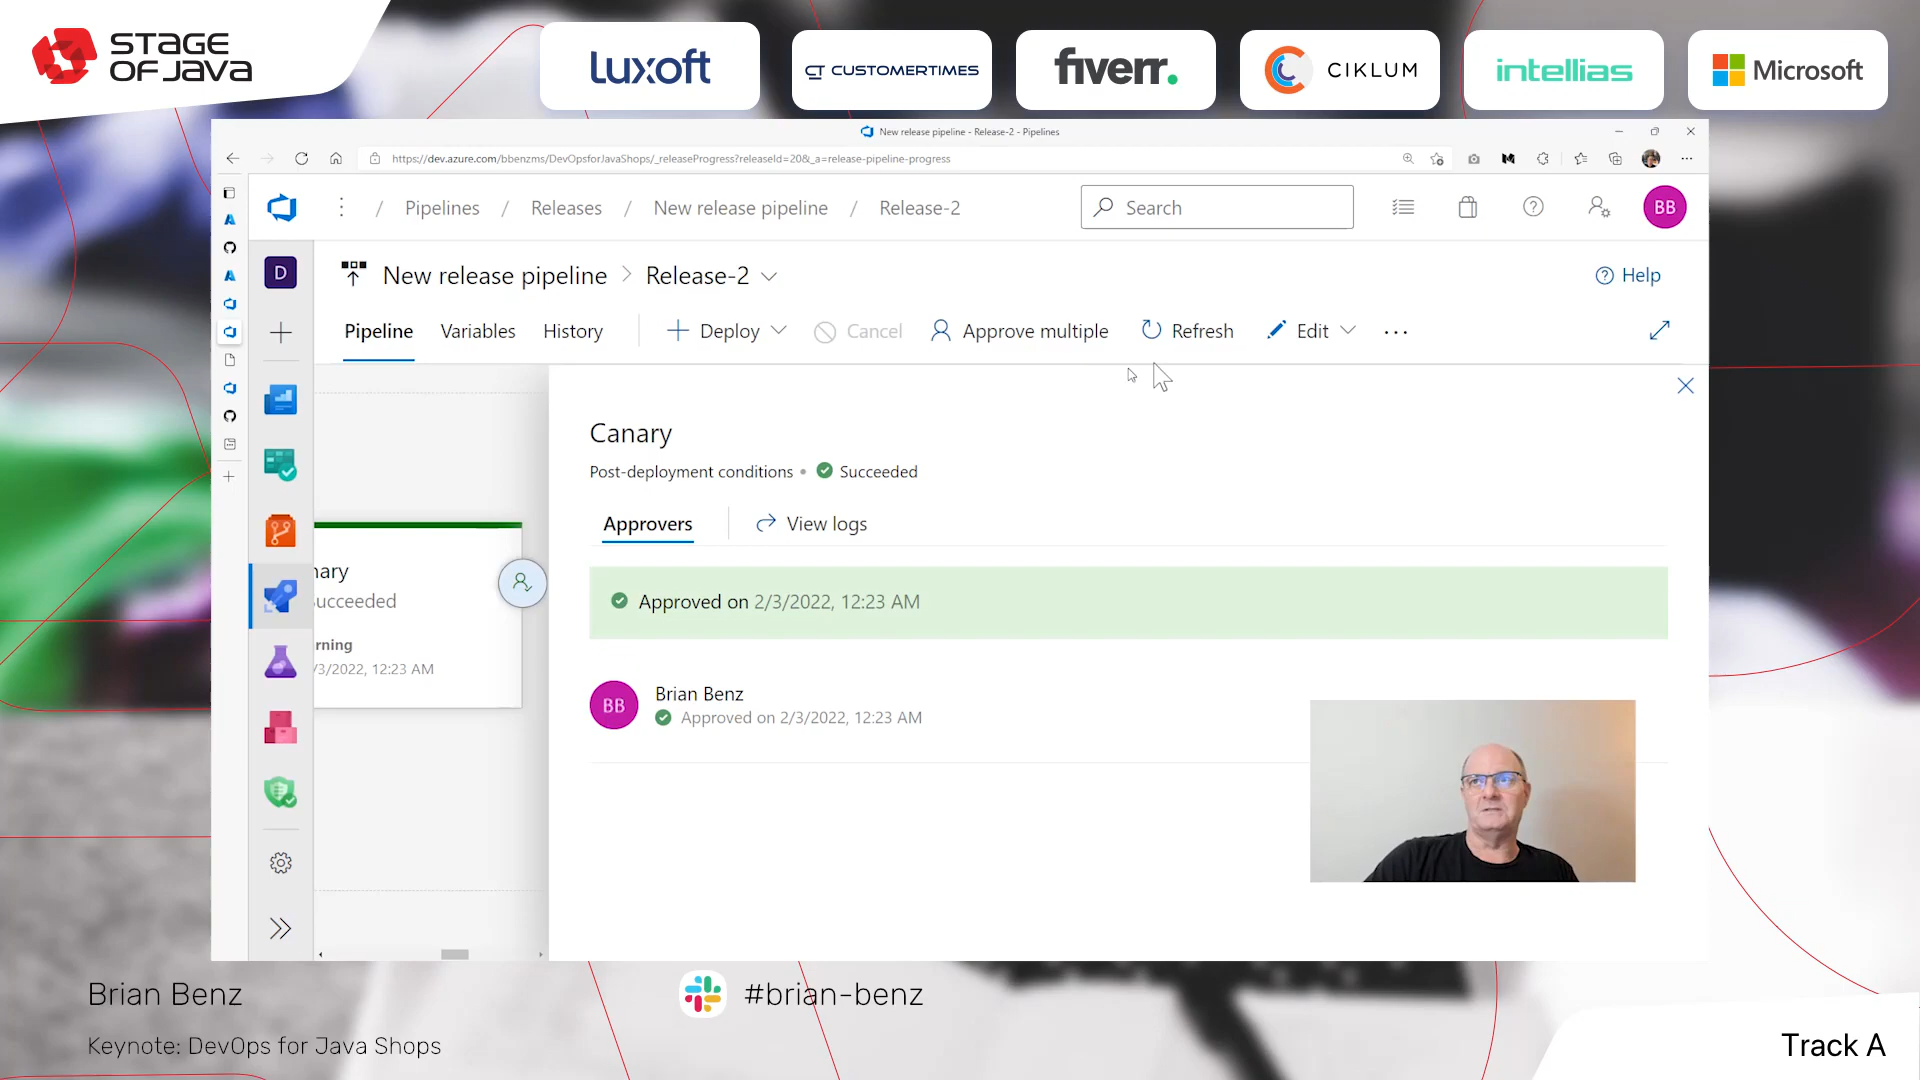 STAGE
OF JAVA
luxoft
CT CUSTOMERTIMES
fiverr.
CIKLUM
intellias
Microsoft
New release pipeline - Release-2 - Pipelines
https://dev.azure.com/bbenzms/DevOpsforJavaShops/_releaseProgress?releaseId=20&_a=release-pipeline-progress
/ Pipelines / Releases / New release pipeline / Release-2
Search
BB
D
New release pipeline > Release-2
Help
Pipeline
Variables
History
Deploy
Cancel
Approve multiple
Refresh
Edit
Canary
Post-deployment conditions • Succeeded
Approvers
View logs
Approved on 2/3/2022, 12:23 AM
nary
ucceeded
rning
/3/2022, 12:23 AM
BB
Brian Benz
Approved on 2/3/2022, 12:23 AM
Brian Benz
#brian-benz
Keynote: DevOps for Java Shops
Track A